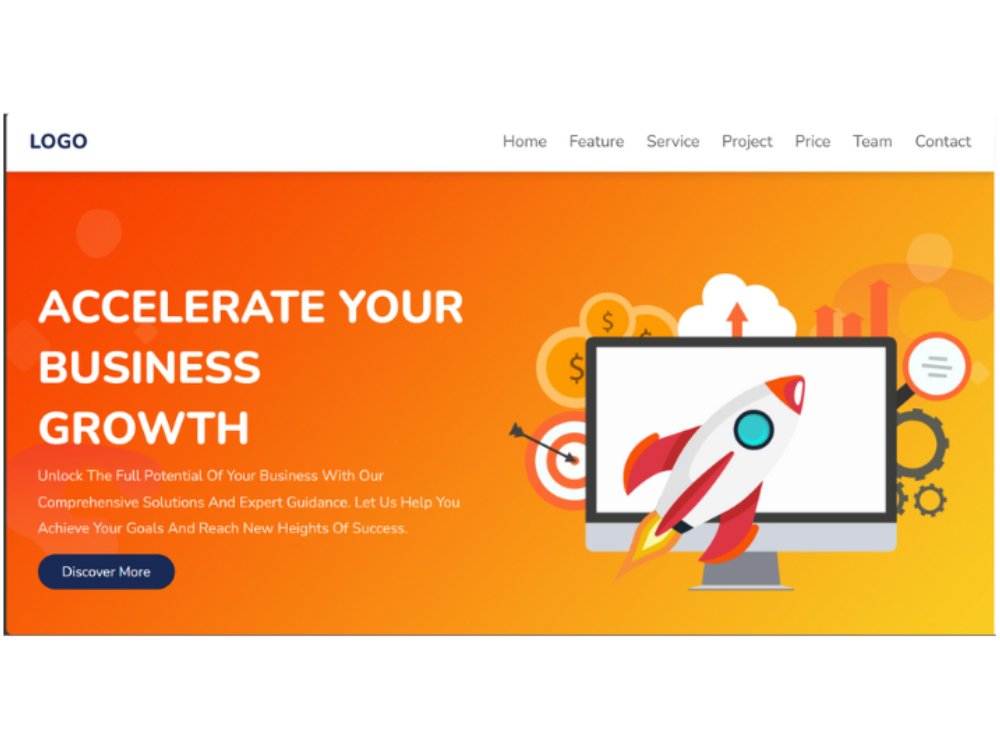 LOGO
Home Feature Service Project Price Team Contact
ACCELERATE YOUR
BUSINESS
GROWTH
Unlock The Full Potential Of Your Business With Our
Comprehensive Solutions And Expert Guidance. Let Us Help You
Achieve Your Goals And Reach New Heights Of Success.
Discover More
$
$
$